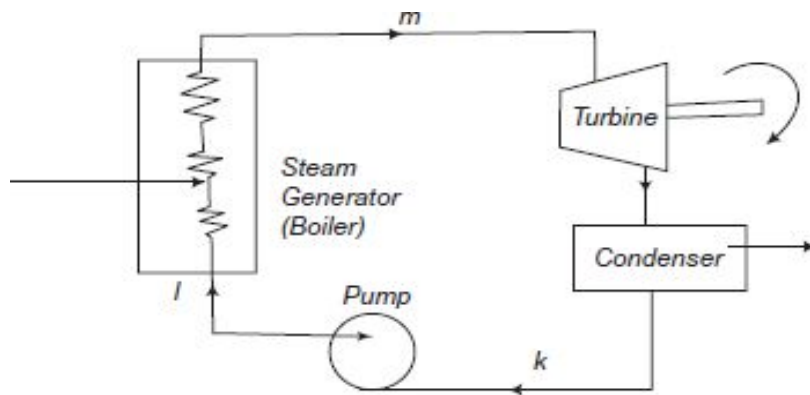 m
Turbine
Steam
Generator
(Boiler)
Condenser
l
Pump
k